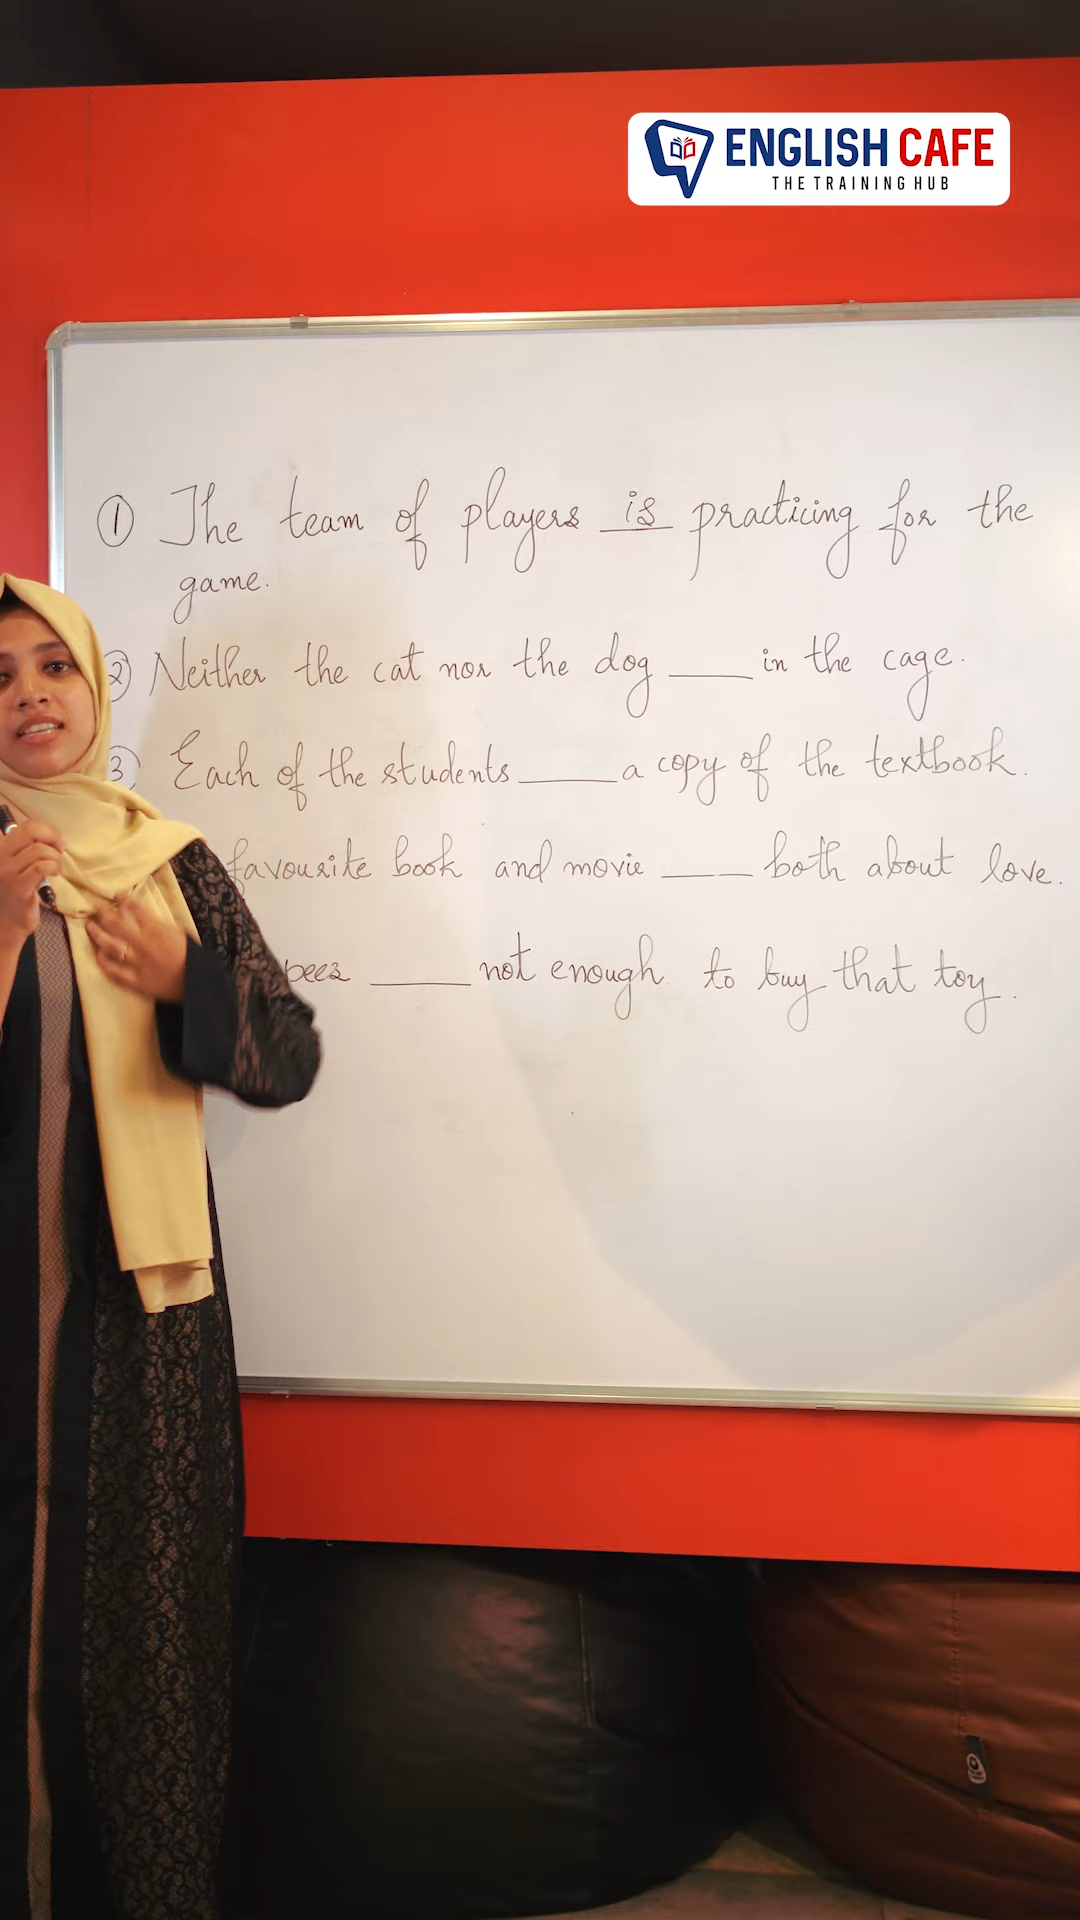 ENGLISH CAFE
THE TRAINING HUB
① The team of players is practicing for the
game.
② Neither the cat nor the dog ____ in the cage.
3 Each of the students ____ a copy of the textbook.
favourite book and movie ____ both about love.
____ not enough to buy that toy.